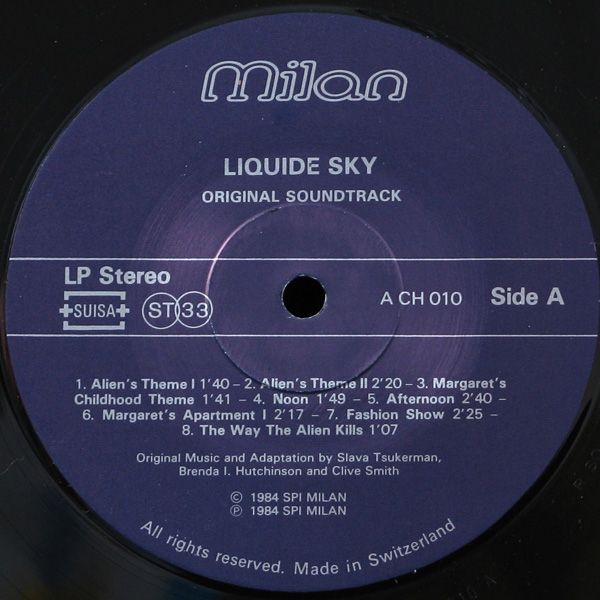 Milan
LIQUIDE SKY
ORIGINAL SOUNDTRACK
LP Stereo
SUISA ST 33
A CH 010 Side A
1. Alien's Theme I 1'40 – 2. Alien's Theme II 2'20 – 3. Margaret's
Childhood Theme 1'41 – 4. Noon 1'49 – 5. Afternoon 2'40 –
6. Margaret's Apartment I 2'17 – 7. Fashion Show 2'25 –
8. The Way The Alien Kills 1'07
Original Music and Adaptation by Slava Tsukerman,
Brenda I. Hutchinson and Clive Smith
© 1984 SPI MILAN
℗ 1984 SPI MILAN
All rights reserved. Made in Switzerland